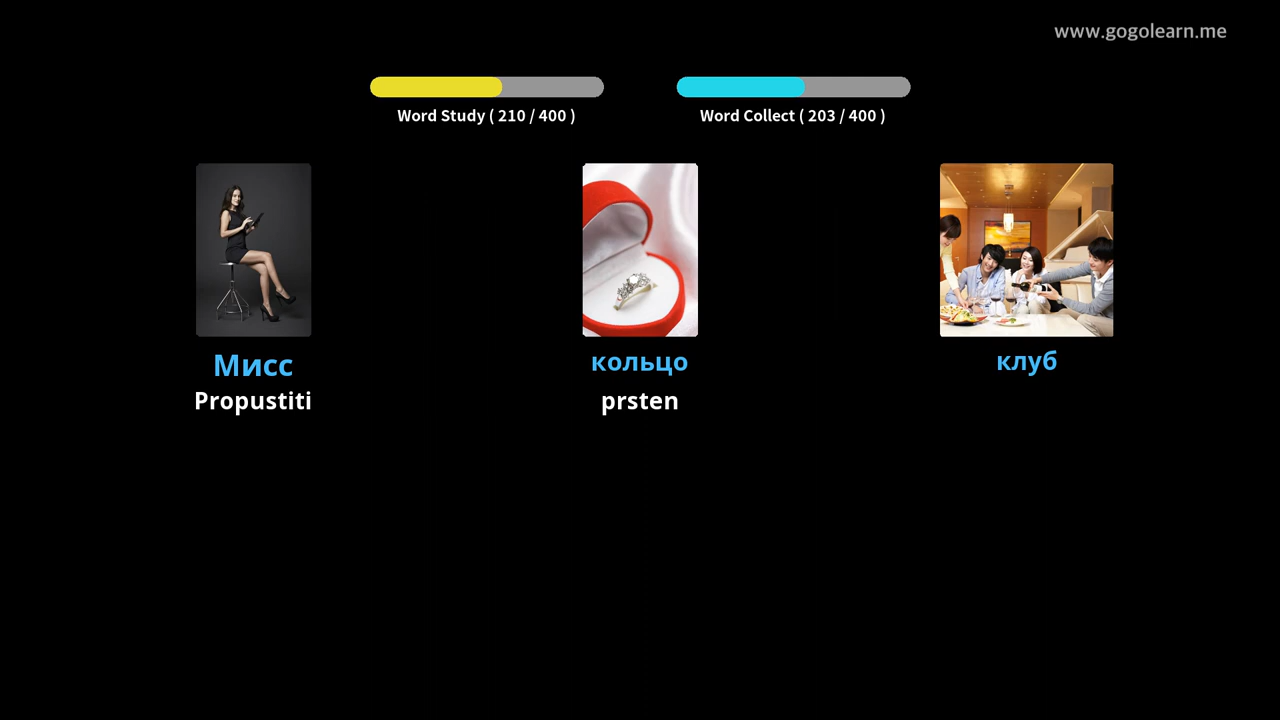 www.gogolearn.me
Word Study ( 210 / 400 )
Word Collect ( 203 / 400 )
Мисс
Propustiti
кольцо
prsten
клуб